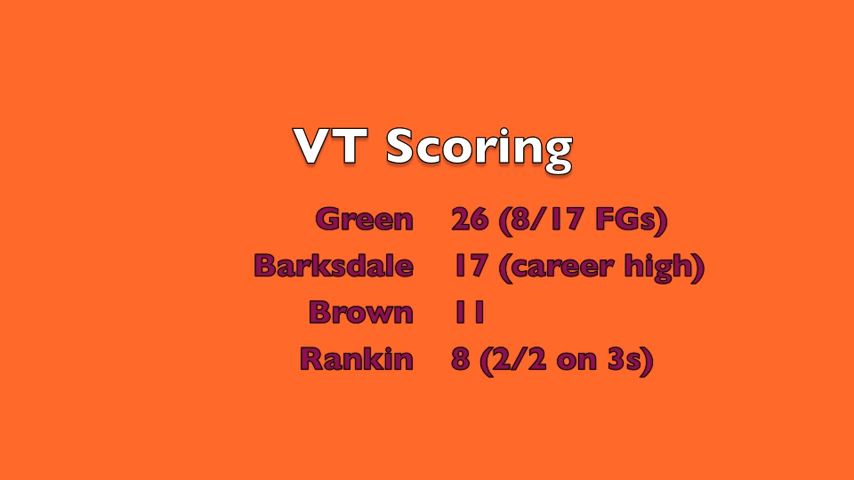 VT Scoring
Green 26 (8/17 FGs)
Barksdale 17 (career high)
Brown 11
Rankin 8 (2/2 on 3s)